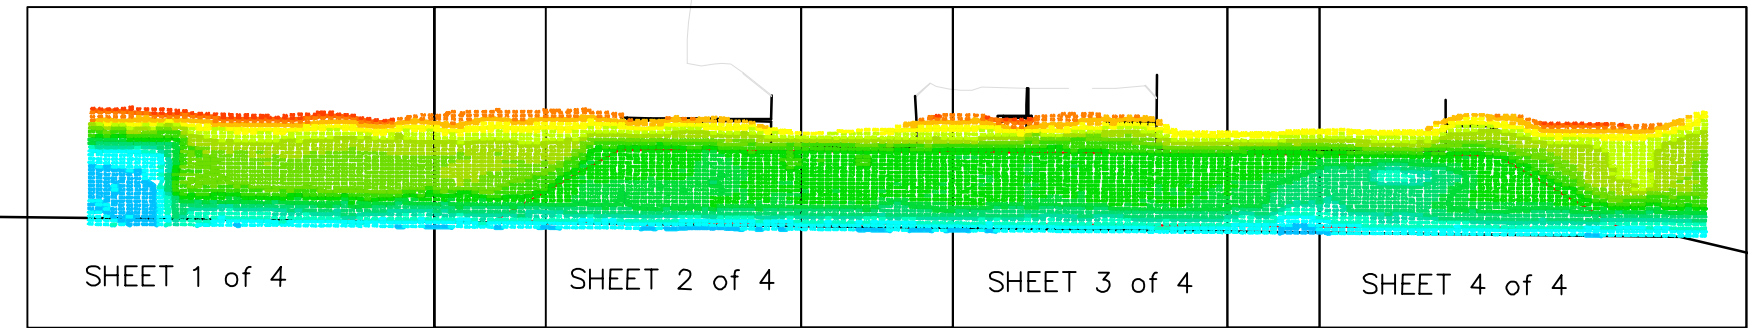 SHEET 1 of 4
SHEET 2 of 4
SHEET 3 of 4
SHEET 4 of 4